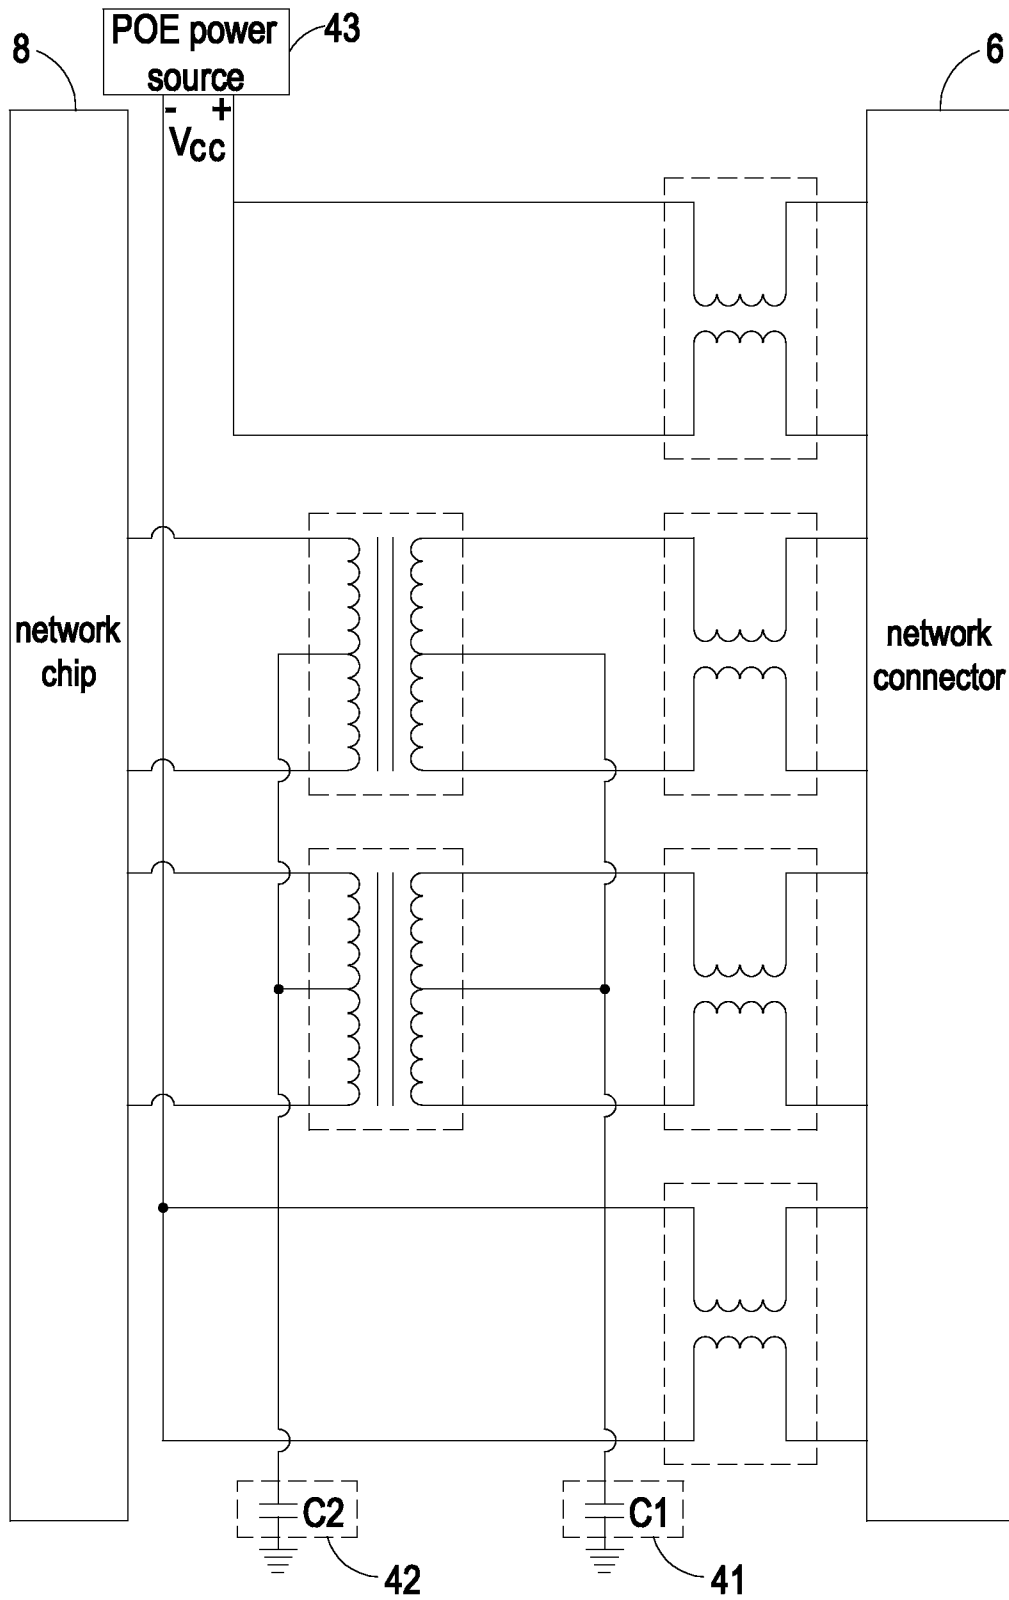 POE power
source
43
8
6
- +
Vcc
network
chip
network
connector
C2
C1
42
41